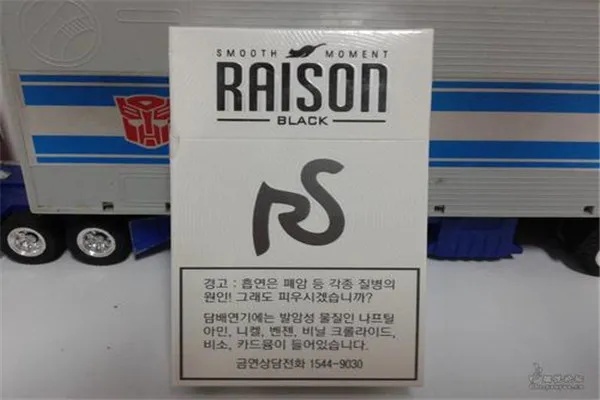 SMOOTH MOMENT
RAISON
BLACK
RS
경고 : 흡연은 폐암 등 각종 질병의
원인! 그래도 피우시겠습니까?
담배연기에는 발암성 물질인 나프틸
아민, 니켈, 벤젠, 비닐 크롤라이드,
비소, 카드뮴이 들어있습니다.
금연상담전화 1544-9030